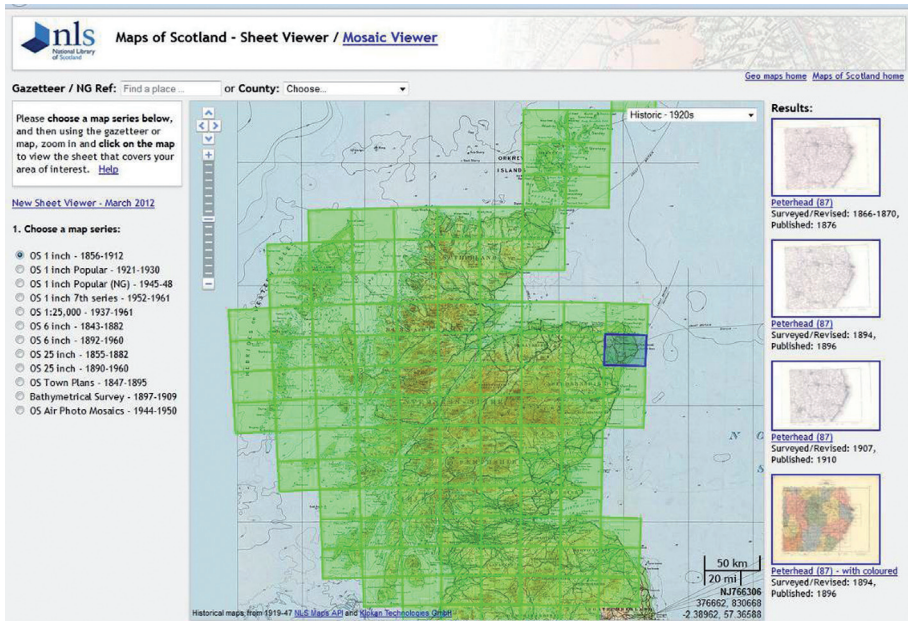 nls
National Library
of Scotland
Maps of Scotland - Sheet Viewer / Mosaic Viewer
Geo maps home Maps of Scotland home
Gazetteer / NG Ref: Find a place ... or County: Choose...
Please choose a map series below,
and then using the gazetteer or
map, zoom in and click on the map
to view the sheet that covers your
area of interest. Help
New Sheet Viewer - March 2012
1. Choose a map series:
OS 1 inch - 1856-1912
OS 1 inch Popular - 1921-1930
OS 1 inch Popular (NG) - 1945-48
OS 1 inch 7th series - 1952-1961
OS 1:25,000 - 1937-1961
OS 6 inch - 1843-1882
OS 6 inch - 1892-1960
OS 25 inch - 1855-1882
OS 25 inch - 1890-1960
OS Town Plans - 1847-1895
Bathymetrical Survey - 1897-1909
OS Air Photo Mosaics - 1944-1950
Historic - 1920s
ORKNEY
ISLANDS
SUTHERLAND
N
50 km
20 mi
NJ766306
376662, 830668
-2.38962, 57.36588
Historical maps from 1919-47 NLS Maps API and Klokan Technologies GmbH
Results:
Peterhead (87)
Surveyed/Revised: 1866-1870,
Published: 1876
Peterhead (87)
Surveyed/Revised: 1894,
Published: 1896
Peterhead (87)
Surveyed/Revised: 1907,
Published: 1910
Peterhead (87) - with coloured
Surveyed/Revised: 1894,
Published: 1896